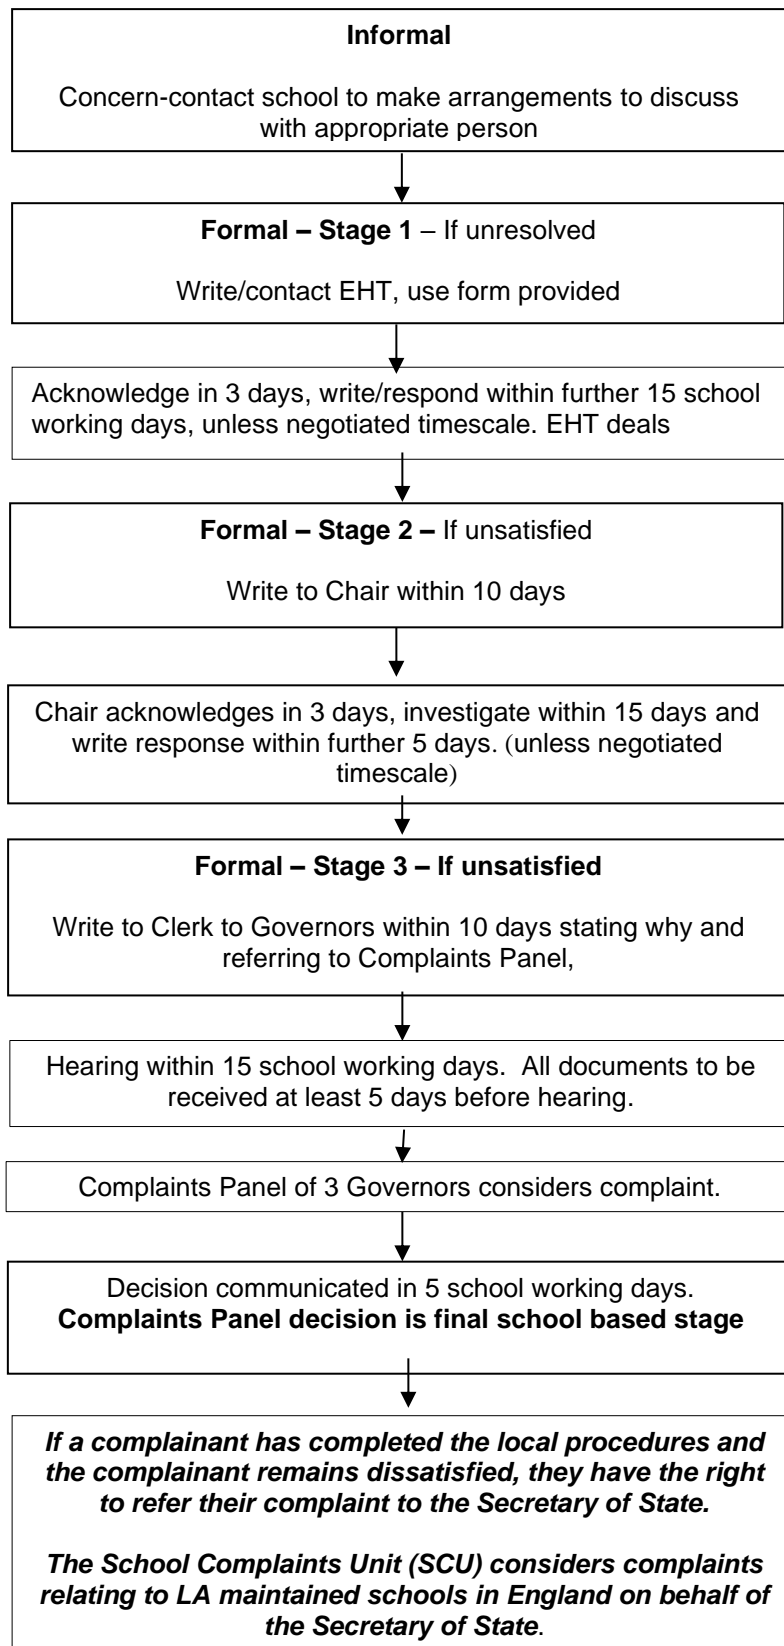 Informal
Concern-contact school to make arrangements to discuss
with appropriate person
Formal – Stage 1 – If unresolved
Write/contact EHT, use form provided
Acknowledge in 3 days, write/respond within further 15 school
working days, unless negotiated timescale. EHT deals
Formal – Stage 2 – If unsatisfied
Write to Chair within 10 days
Chair acknowledges in 3 days, investigate within 15 days and
write response within further 5 days. (unless negotiated
timescale)
Formal – Stage 3 – If unsatisfied
Write to Clerk to Governors within 10 days stating why and
referring to Complaints Panel,
Hearing within 15 school working days.  All documents to be
received at least 5 days before hearing.
Complaints Panel of 3 Governors considers complaint.
Decision communicated in 5 school working days.
Complaints Panel decision is final school based stage
If a complainant has completed the local procedures and
the complainant remains dissatisfied, they have the right
to refer their complaint to the Secretary of State.
The School Complaints Unit (SCU) considers complaints
relating to LA maintained schools in England on behalf of
the Secretary of State.